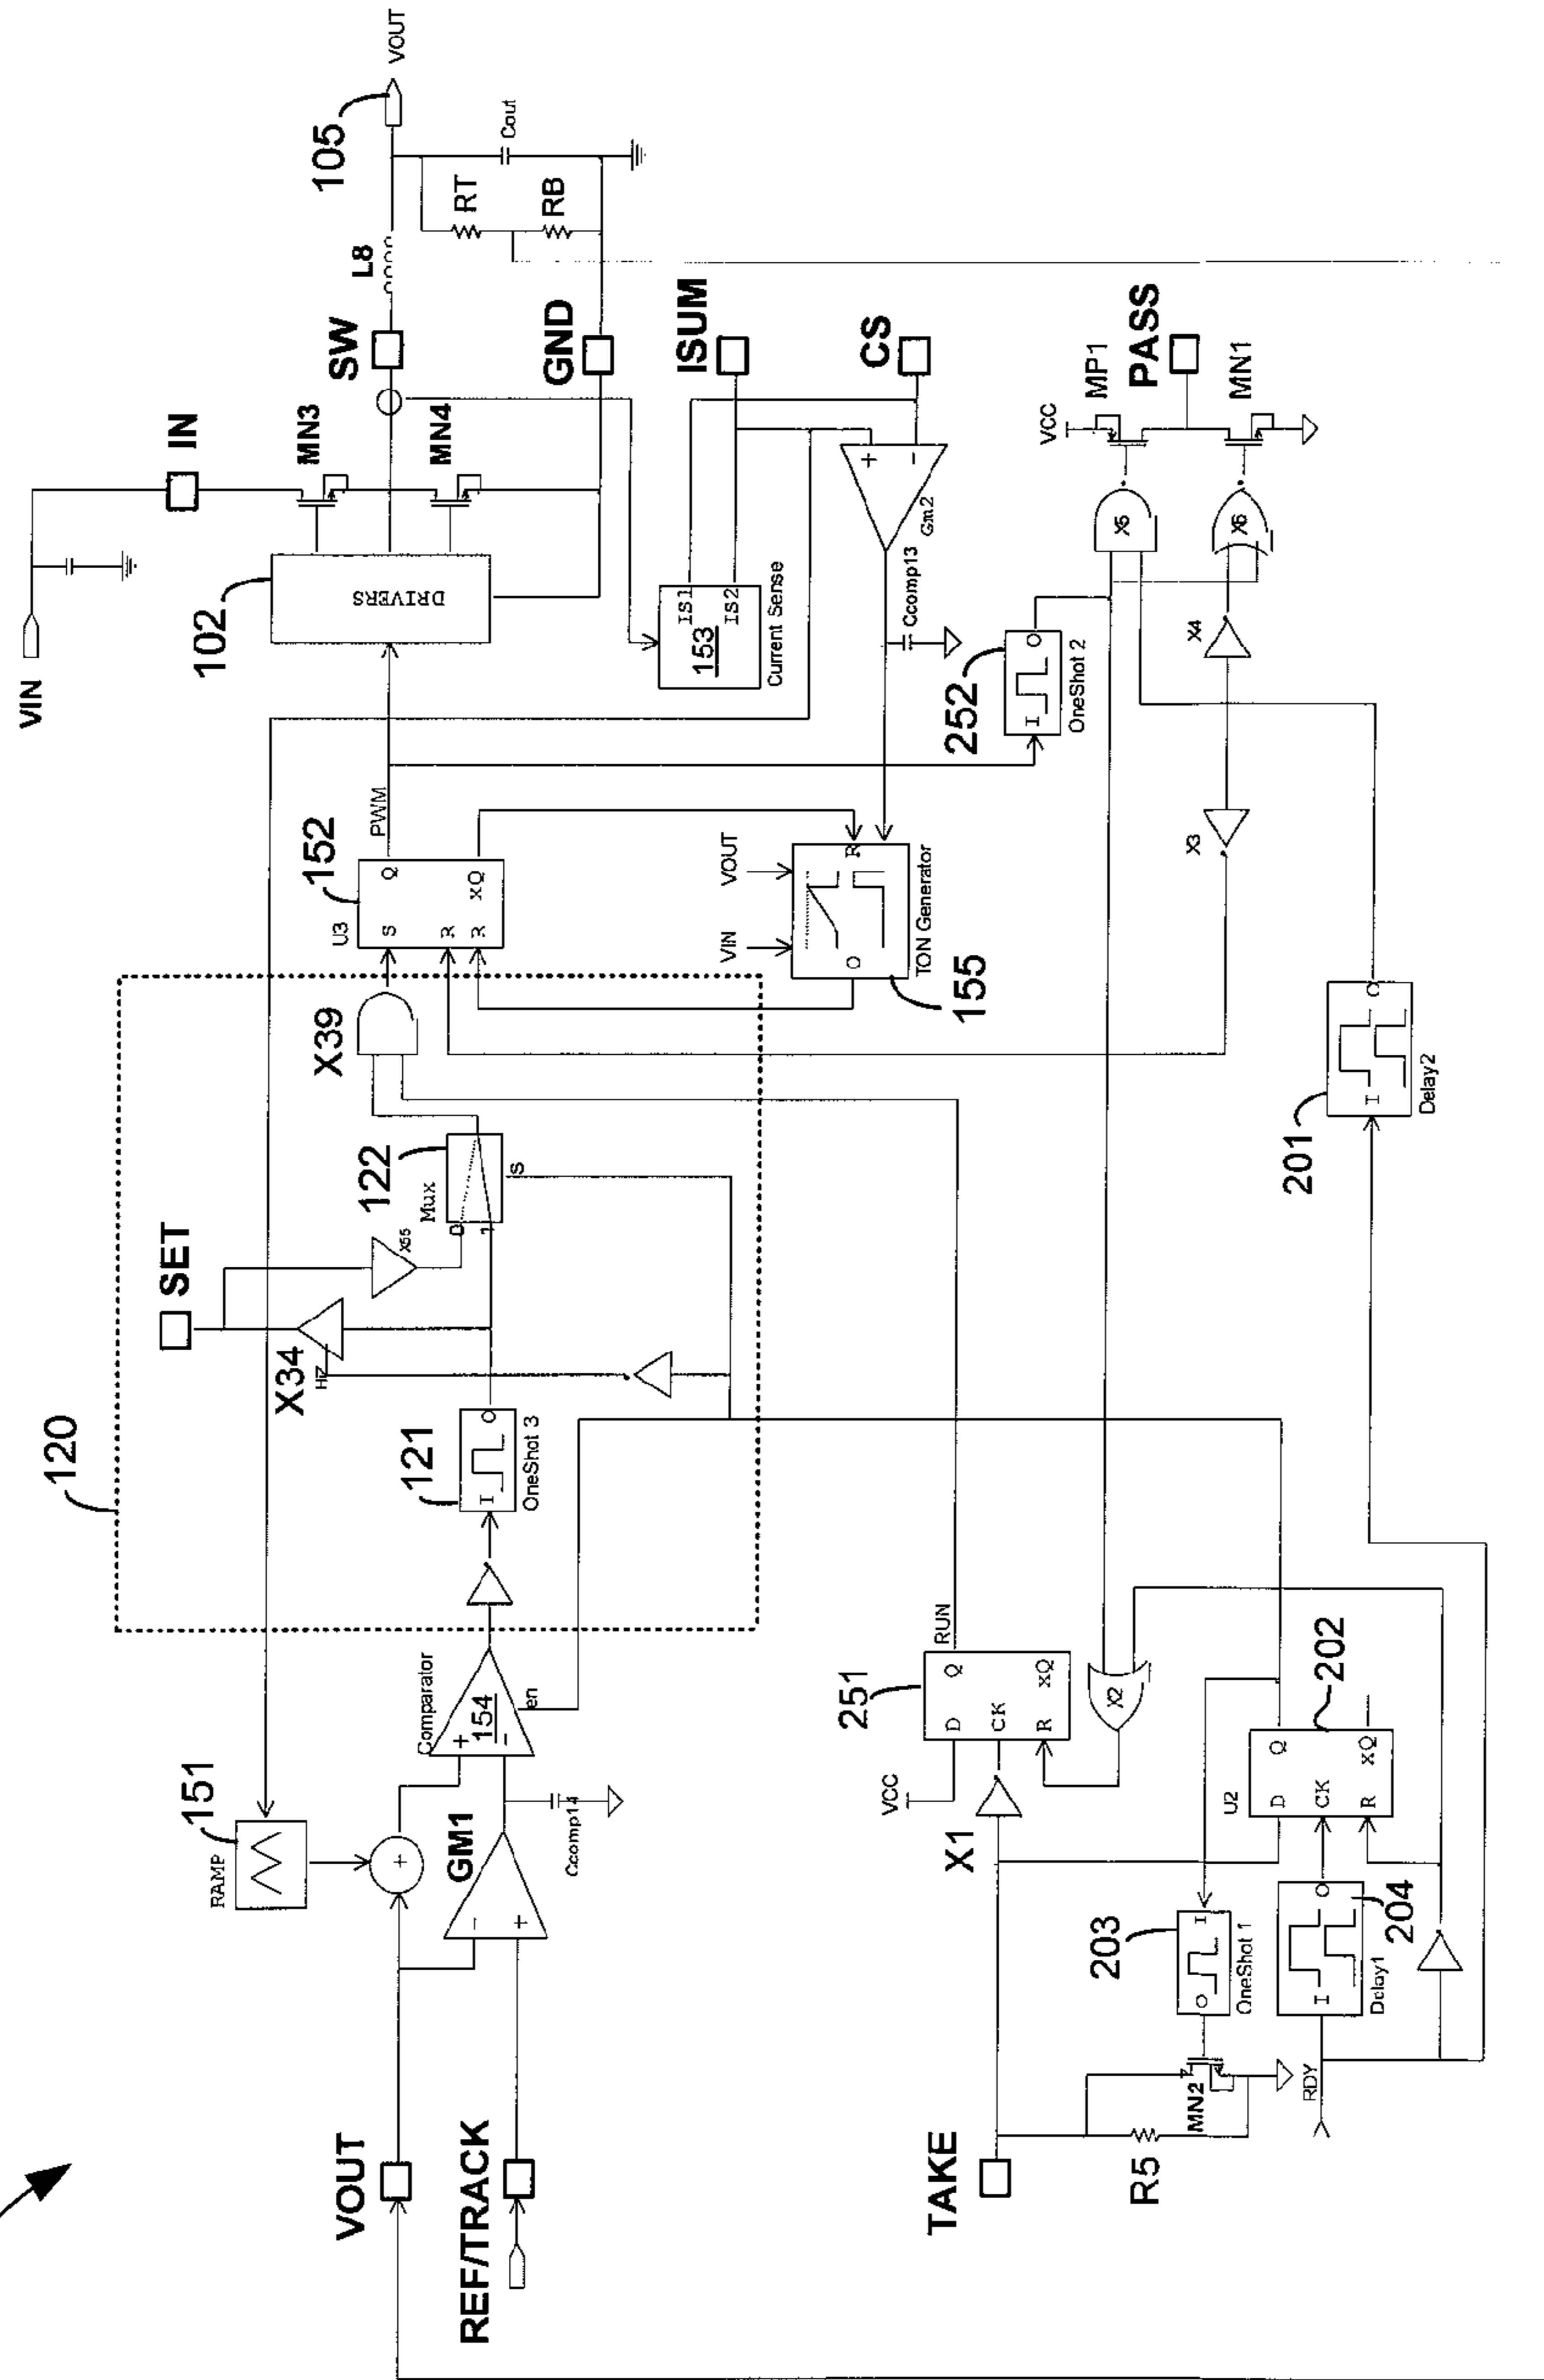 VIN
IN
105
VOUT
102
DRIVERS
MN3
MN4
SW
L8
RT
RB
Cout
GND
ISUM
CS
IS1
IS2
153
Current Sense
+
-
Gm2
Ccomp13
120
SET
X34
HZ
X55
122
Mux
0
1
S
X39
121
I
O
OneShot 3
152
U3
S
R
R
Q
XQ
PWM
VIN
VOUT
O
R
TON Generator
155
252
I
O
OneShot 2
VCC
MP1
PASS
MN1
X5
X6
X4
X3
201
I
O
Delay2
151
RAMP
+
Comparator
154
+
-
en
GM1
-
+
Ccomp14
VOUT
REF/TRACK
251
RUN
D
Q
CK
R
XQ
VCC
X1
X2
TAKE
R5
MN2
203
O
I
OneShot 1
202
U2
D
Q
CK
R
XQ
204
I
O
Delay1
RDY